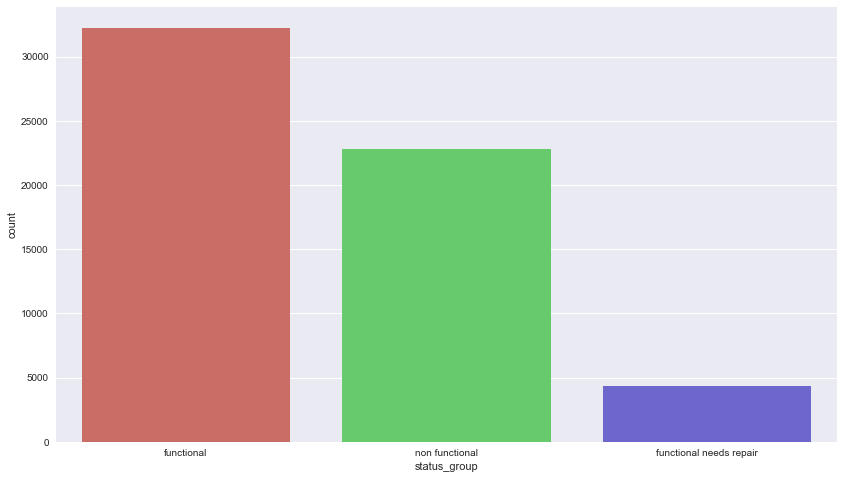 30000
25000
20000
15000
10000
5000
0
count
functional
non functional
functional needs repair
status_group